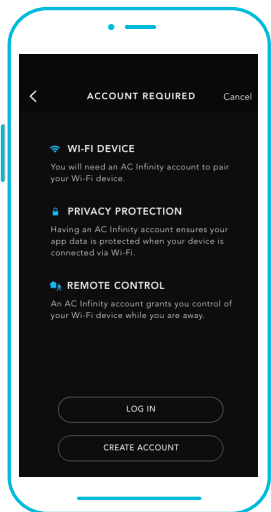 ACCOUNT REQUIRED Cancel
WI-FI DEVICE
You will need an AC Infinity account to pair
your Wi-Fi device.
PRIVACY PROTECTION
Having an AC Infinity account ensures your
app data is protected when your device is
connected via Wi-Fi.
REMOTE CONTROL
An AC Infinity account grants you control of
your Wi-Fi device while you are away.
LOG IN
CREATE ACCOUNT